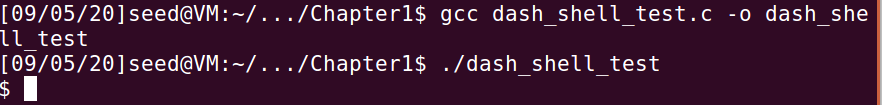 [09/05/20]seed@VM:~/.../Chapter1$ gcc dash_shell_test.c -o dash_she
ll_test
[09/05/20]seed@VM:~/.../Chapter1$ ./dash_shell_test
$